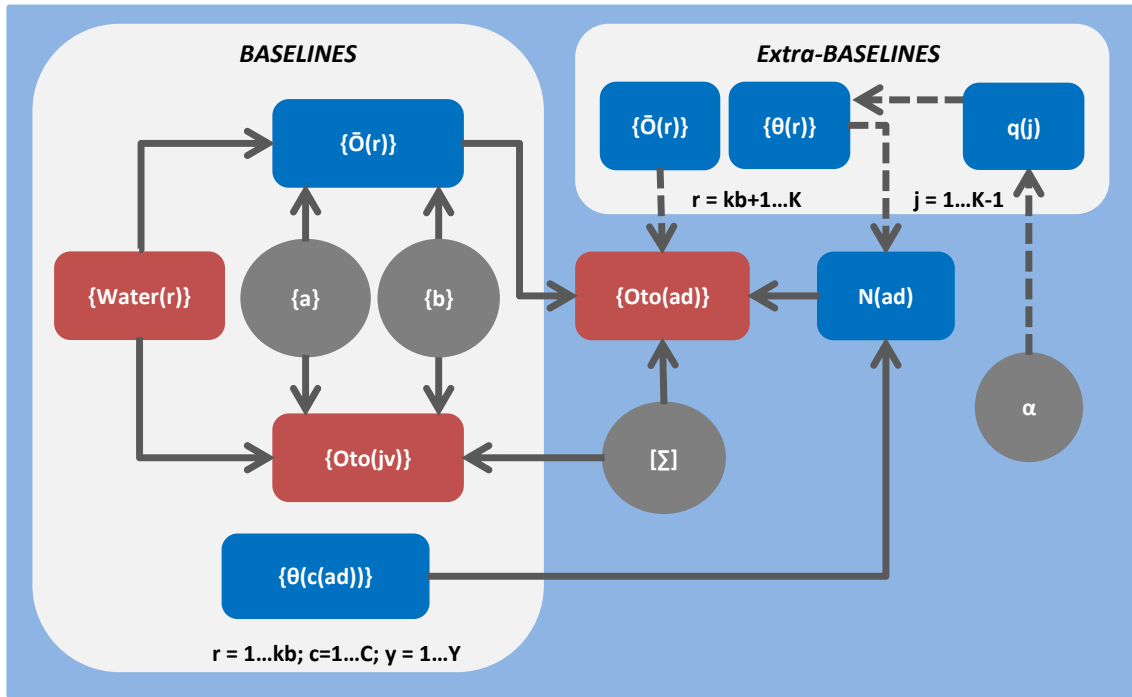 BASELINES
{Ō(r)}
{Water(r)}
{a}
{b}
{Oto(jv)}
{θ(c(ad))}
r = 1...kb; c=1...C; y = 1...Y
Extra-BASELINES
{Ō(r)}
{θ(r)}
q(j)
r = kb+1...K
j = 1...K-1
{Oto(ad)}
N(ad)
[Σ]
α